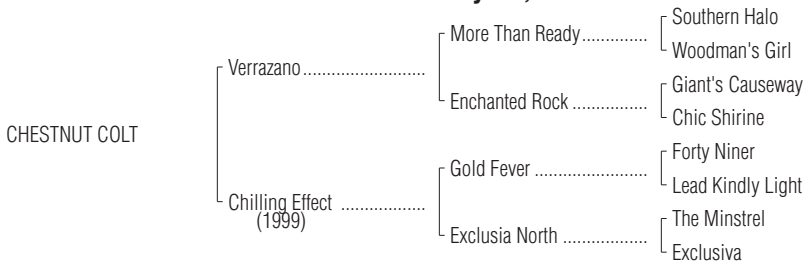 Southern Halo
More Than Ready..............
Woodman's Girl
Verrazano..........................
Giant's Causeway
Enchanted Rock ................
Chic Shirine
CHESTNUT COLT
Forty Niner
Gold Fever ........................
Lead Kindly Light
Chilling Effect ..................
(1999)
The Minstrel
Exclusia North ..................
Exclusiva